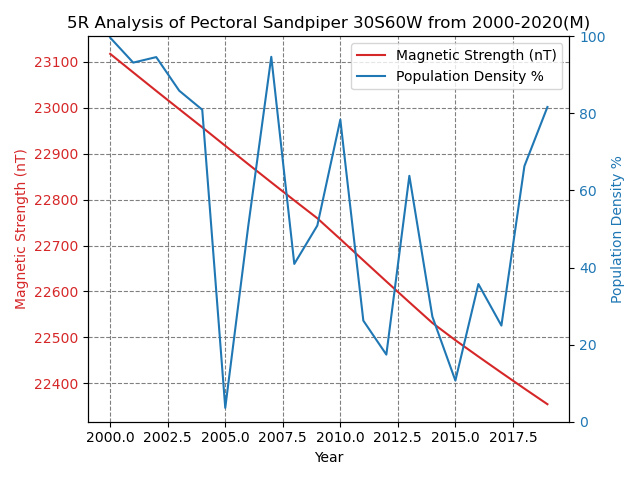 5R Analysis of Pectoral Sandpiper 30S60W from 2000-2020(M)
Magnetic Strength (nT)
Population Density %
23100
23000
22900
22800
22700
22600
22500
22400
Magnetic Strength (nT)
100
80
60
40
20
0
Population Density %
2000.0 2002.5 2005.0 2007.5 2010.0 2012.5 2015.0 2017.5
Year